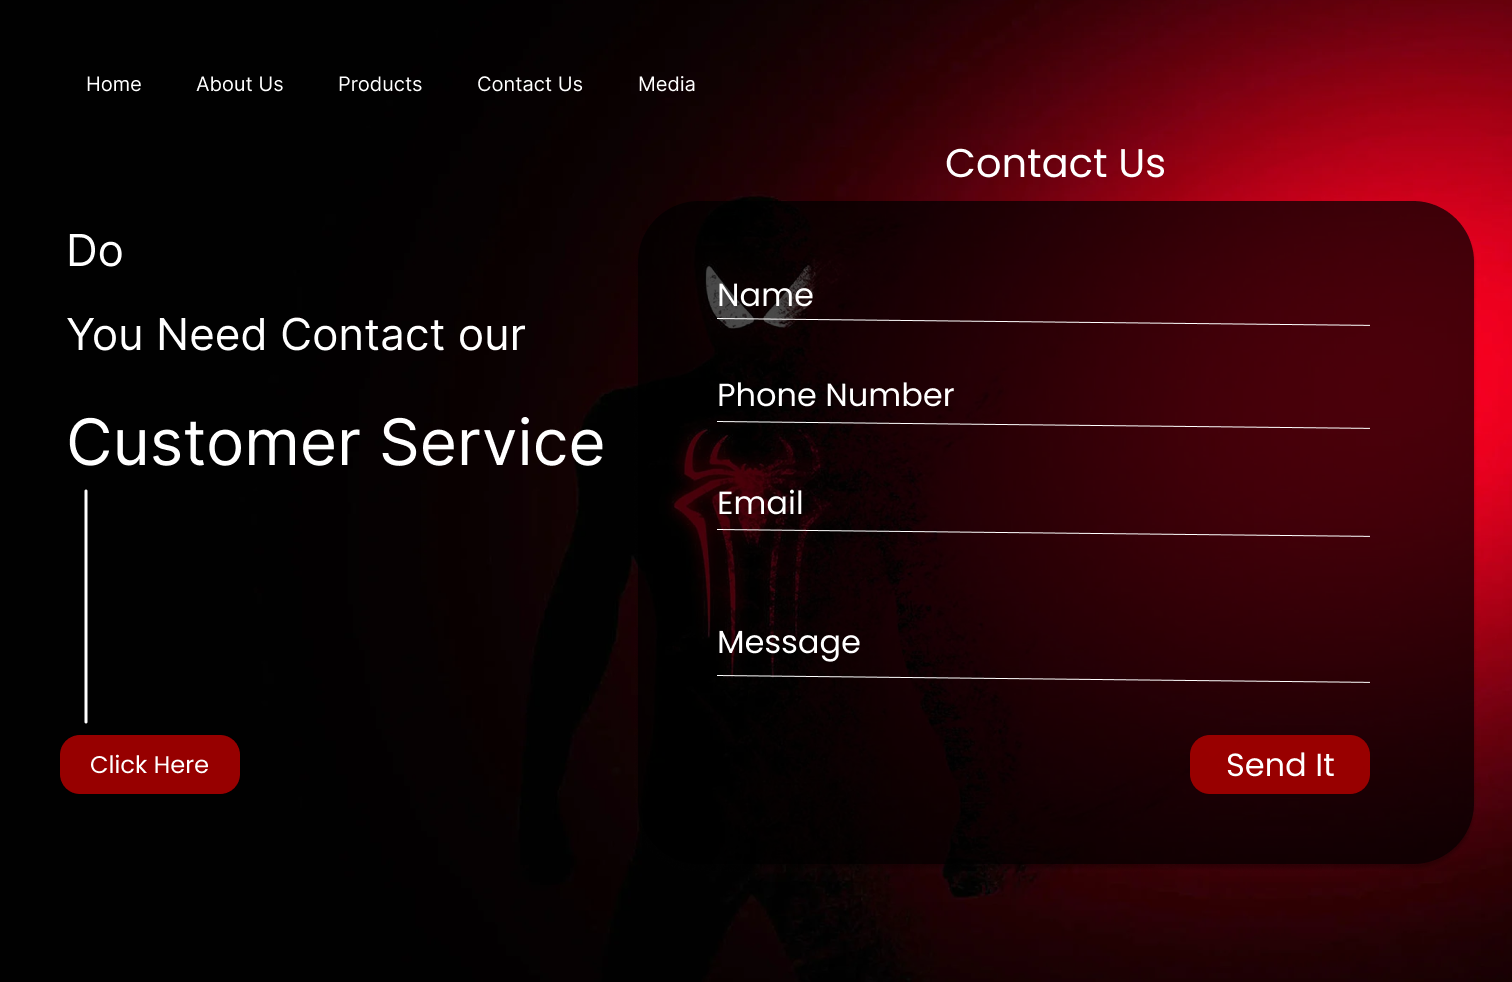 Home About Us Products Contact Us Media
Contact Us
Do
You Need Contact our
Customer Service
Click Here
Name
Phone Number
Email
Message
Send It